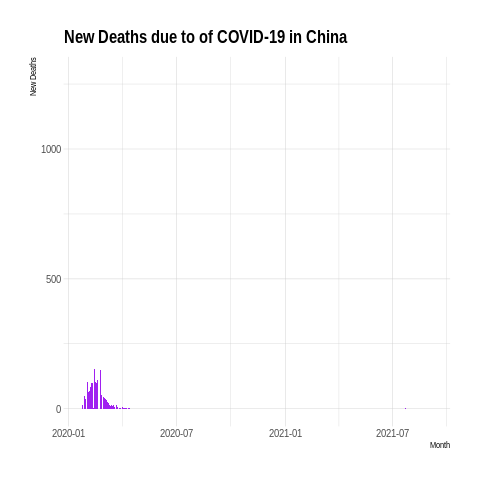 New Deaths due to of COVID-19 in China
New Deaths
1000
500
0
2020-01 2020-07 2021-01 2021-07
Month